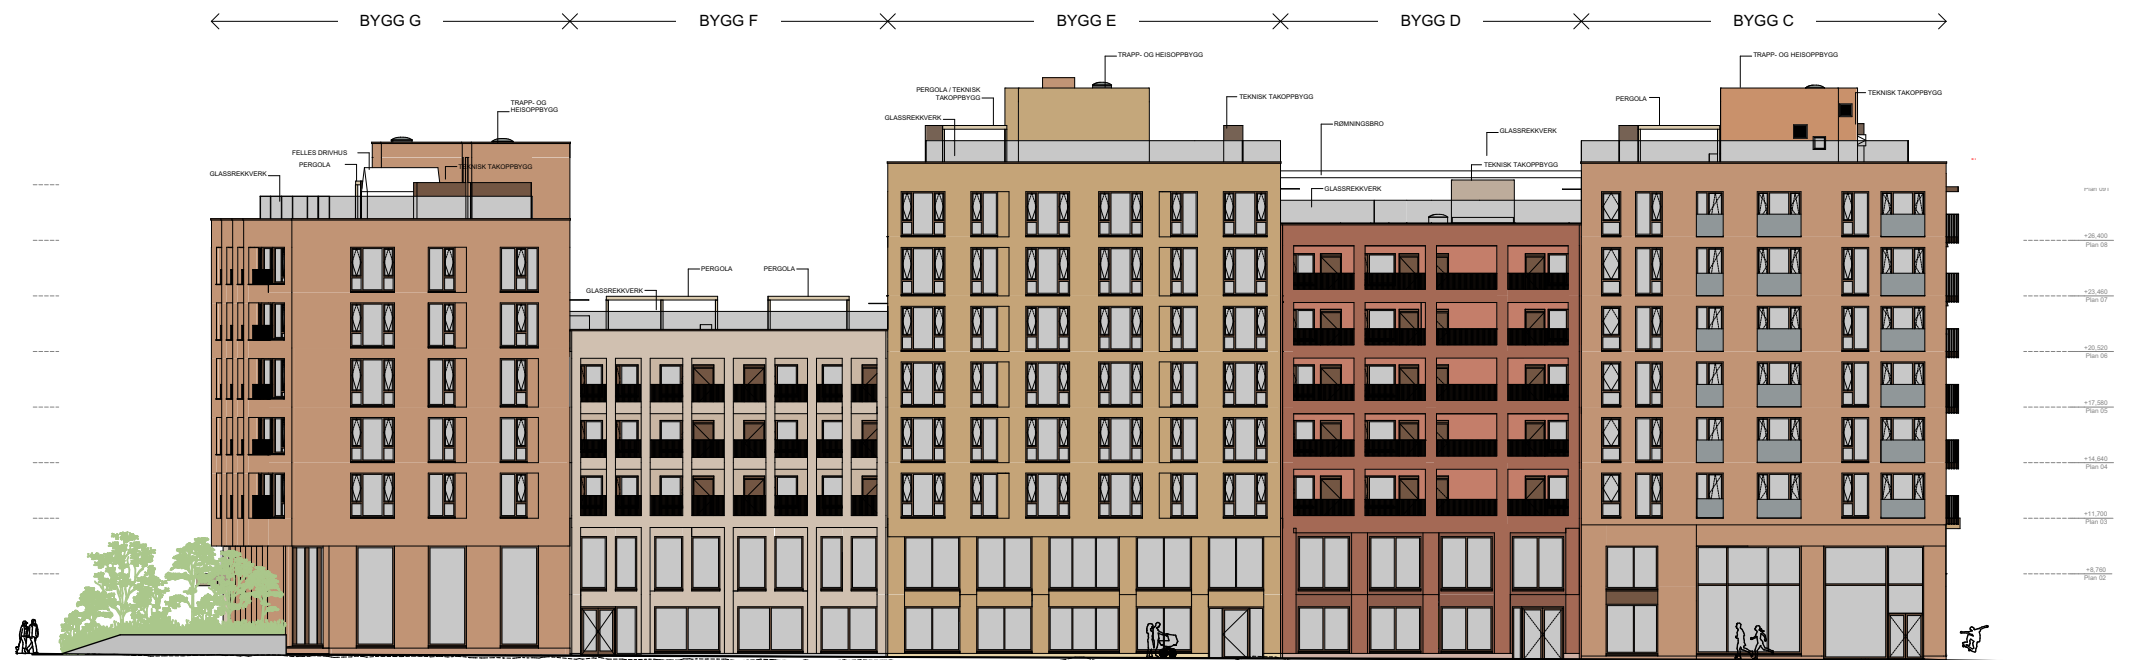 BYGG G
BYGG F
BYGG E
BYGG D
BYGG C
TRAPP- OG HEISOPPBYGG
TRAPP- OG HEISOPPBYGG
PERGOLA / TEKNISK
TAKOPPBYGG
TEKNISK TAKOPPBYGG
PERGOLA
TEKNISK TAKOPPBYGG
TRAPP- OG
HEISOPPBYGG
GLASSREKKVERK
RØMNINGSBRO
GLASSREKKVERK
FELLES DRIVHUS
PERGOLA
TEKNISK TAKOPPBYGG
TEKNISK TAKOPPBYGG
GLASSREKKVERK
GLASSREKKVERK
+26,400
Plan 08
PERGOLA
PERGOLA
GLASSREKKVERK
+23,460
Plan 07
+20,520
Plan 06
+17,580
Plan 05
+14,640
Plan 04
+11,700
Plan 03
+8,760
Plan 02